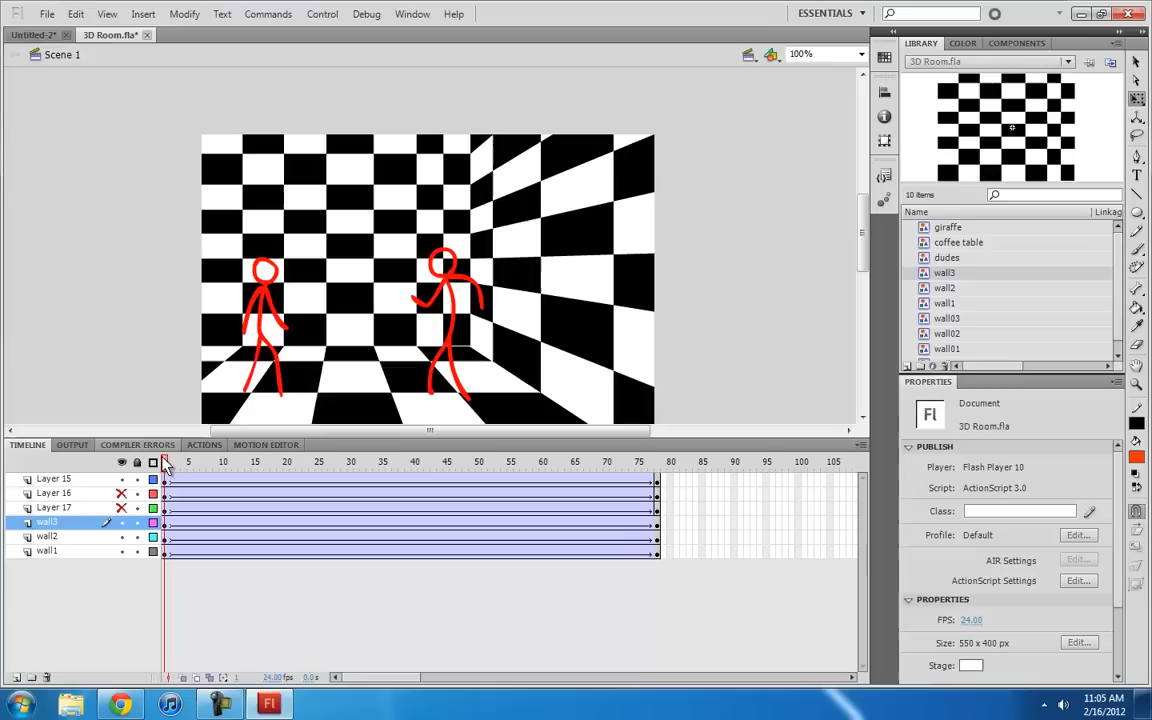 File Edit View Insert Modify Text Commands Control Debug Window Help ESSENTIALS
Untitled-2* 3D Room.fla*
Scene 1 100%
LIBRARY COLOR COMPONENTS
3D Room.fla
10 items
Name Linkag
giraffe
coffee table
dudes
wall3
wall2
wall1
wall03
wall02
wall01
PROPERTIES
Fl Document
3D Room.fla
PUBLISH
Player: Flash Player 10
Script: ActionScript 3.0
Class:
Profile: Default Edit...
AIR Settings Edit...
ActionScript Settings Edit...
PROPERTIES
FPS: 24.00
Size: 550 x 400 px Edit...
Stage:
TIMELINE OUTPUT COMPILER ERRORS ACTIONS MOTION EDITOR
5 10 15 20 25 30 35 40 45 50 55 60 65 70 75 80 85 90 95 100 105
Layer 15
Layer 16
Layer 17
wall3
wall2
wall1
1 24.00fps 0.0s
Fl
11:05 AM
2/16/2012